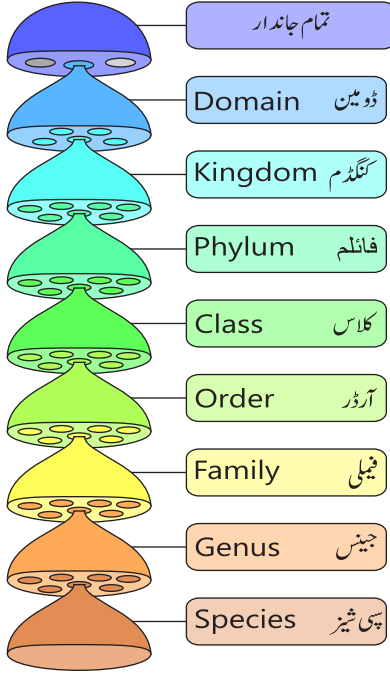 تمام جاندار
Domain ڈومین
Kingdom کنگڈم
Phylum فائلم
Class کلاس
Order آرڈر
Family فیملی
Genus جینس
Species سپی شیز